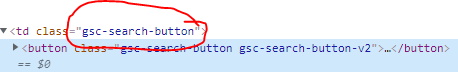 ▼<td class="gsc-search-button">
▶<button class="gsc-search-button gsc-search-button-v2">…</button>
== $0